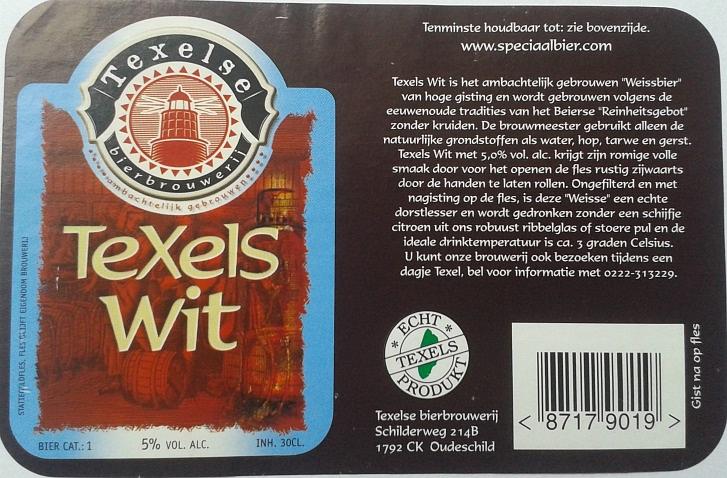 Texelse
bierbrouwerij
ambachtelijk gebrouwen
Texels
Wit
BIER CAT.: 1
5% VOL. ALC.
INH. 30CL.
STATIEGELDFLES, FLES BLIJFT EIGENDOM BROUWERIJ
Tenminste houdbaar tot: zie bovenzijde.
www.speciaalbier.com
Texels Wit is het ambachtelijk gebrouwen "Weissbier"
van hoge gisting en wordt gebrouwen volgens de
eeuwenoude tradities van het Beierse "Reinheitsgebot"
zonder kruiden. De brouwmeester gebruikt alleen de
natuurlijke grondstoffen als water, hop, tarwe en gerst.
Texels Wit met 5,0% vol. alc. krijgt zijn romige volle
smaak door voor het openen de fles rustig zijwaarts
door de handen te laten rollen. Ongefilterd en met
nagisting op de fles, is deze "Weisse" een echte
dorstlesser en wordt gedronken zonder een schijfje
citroen uit ons robuust ribbelglas of stoere pul en de
ideale drinktemperatuur is ca. 3 graden Celsius.
U kunt onze brouwerij ook bezoeken tijdens een
dagje Texel, bel voor informatie met 0222-313229.
* ECHT *
TEXELS
PRODUKT
Texelse bierbrouwerij
Schilderweg 214B
1792 CK Oudeschild
< 8717 9019 >
Gist na op fles